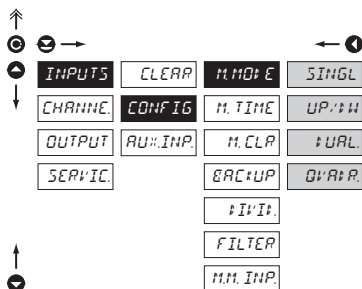 INPUTS CLEAR M.MODE SINGL
CHANNE. CONFIG M. TIME UP/DW
OUTPUT AUX.INP. M. CLR DUAL.
SERVIC. BACKUP QUADR.
DIVID.
FILTER
M.M. INP.